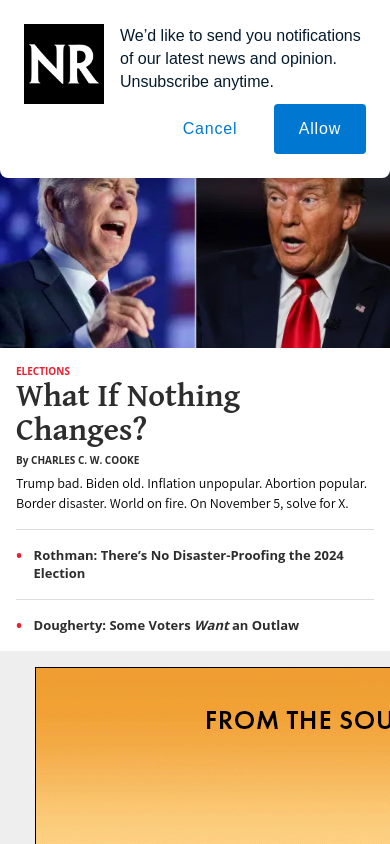 NR
We’d like to send you notifications
of our latest news and opinion.
Unsubscribe anytime.
Cancel
Allow
ELECTIONS
What If Nothing
Changes?
By CHARLES C. W. COOKE
Trump bad. Biden old. Inflation unpopular. Abortion popular.
Border disaster. World on fire. On November 5, solve for X.
• Rothman: There’s No Disaster-Proofing the 2024
Election
• Dougherty: Some Voters Want an Outlaw
FROM THE SOU